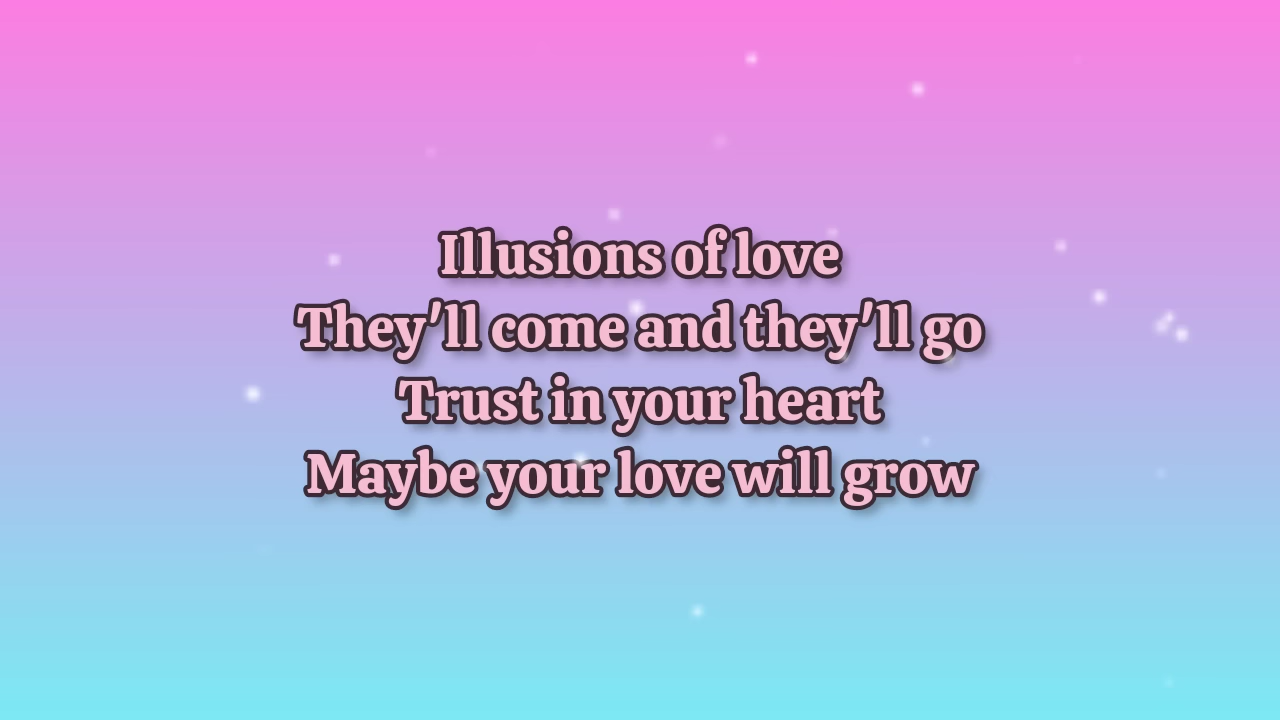 Illusions of love
They'll come and they'll go
Trust in your heart
Maybe your love will grow